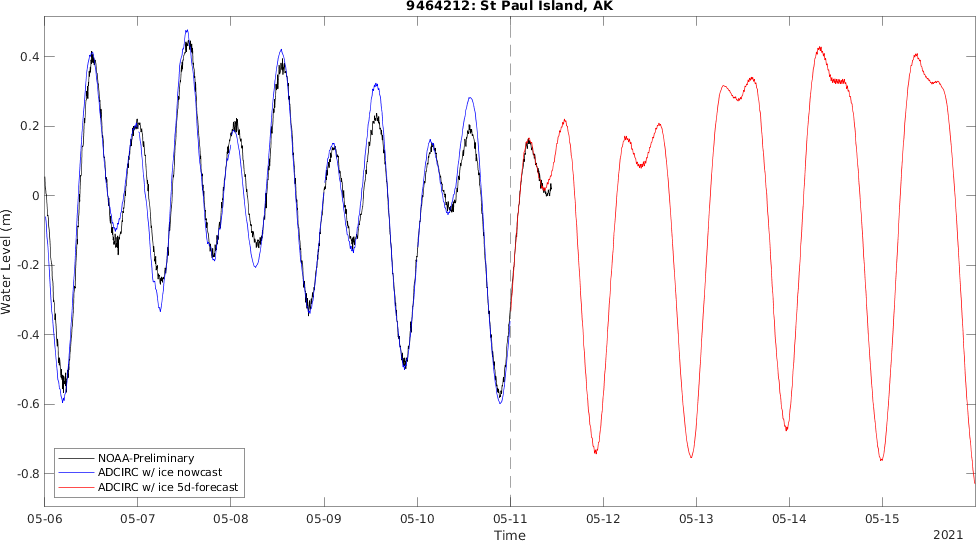 9464212: St Paul Island, AK
0.4
0.2
0
-0.2
-0.4
-0.6
-0.8
Water Level (m)
NOAA-Preliminary
ADCIRC w/ ice nowcast
ADCIRC w/ ice 5d-forecast
05-06 05-07 05-08 05-09 05-10 05-11 05-12 05-13 05-14 05-15
Time
2021